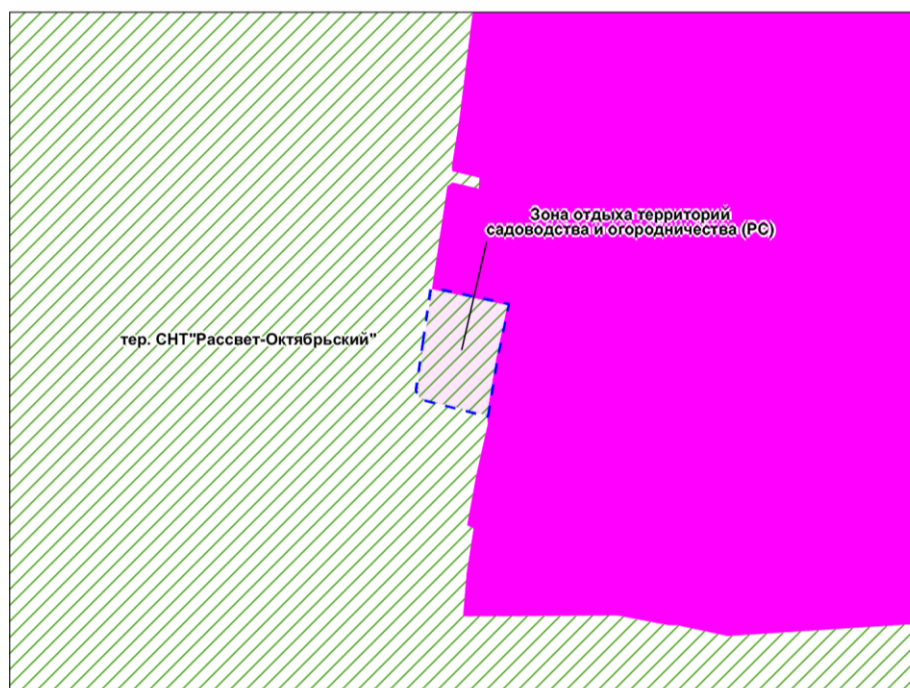 Зона отдыха территорий
садоводства и огородничества (РС)
тер. СНТ"Рассвет-Октябрьский"